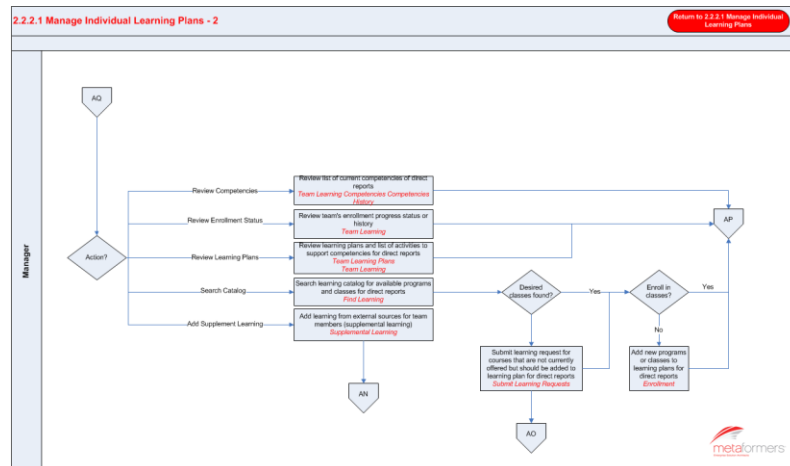 2.2.2.1 Manage Individual Learning Plans - 2
Return to 2.2.2.1 Manage Individual
Learning Plans
Manager
AQ
Action?
Review Competencies
Review list of current competencies of direct
reports
Team Learning Competencies Competencies
History
AP
Review Enrollment Status
Review team's enrollment progress status or
history
Team Learning
Review Learning Plans
Review learning plans and list of activities to
support competencies for direct reports
Team Learning Plans
Team Learning
Search Catalog
Search learning catalog for available programs
and classes for direct reports
Find Learning
Desired
classes found?
Yes
Enroll in
classes?
Yes
No
Add Supplement Learning
Add learning from external sources for team
members (supplemental learning)
Supplemental Learning
Submit learning request for
courses that are not currently
offered but should be added to
learning plan for direct reports
Submit Learning Requests
Add new programs
or classes to
learning plans for
direct reports
Enrollment
AN
AO
metaformers